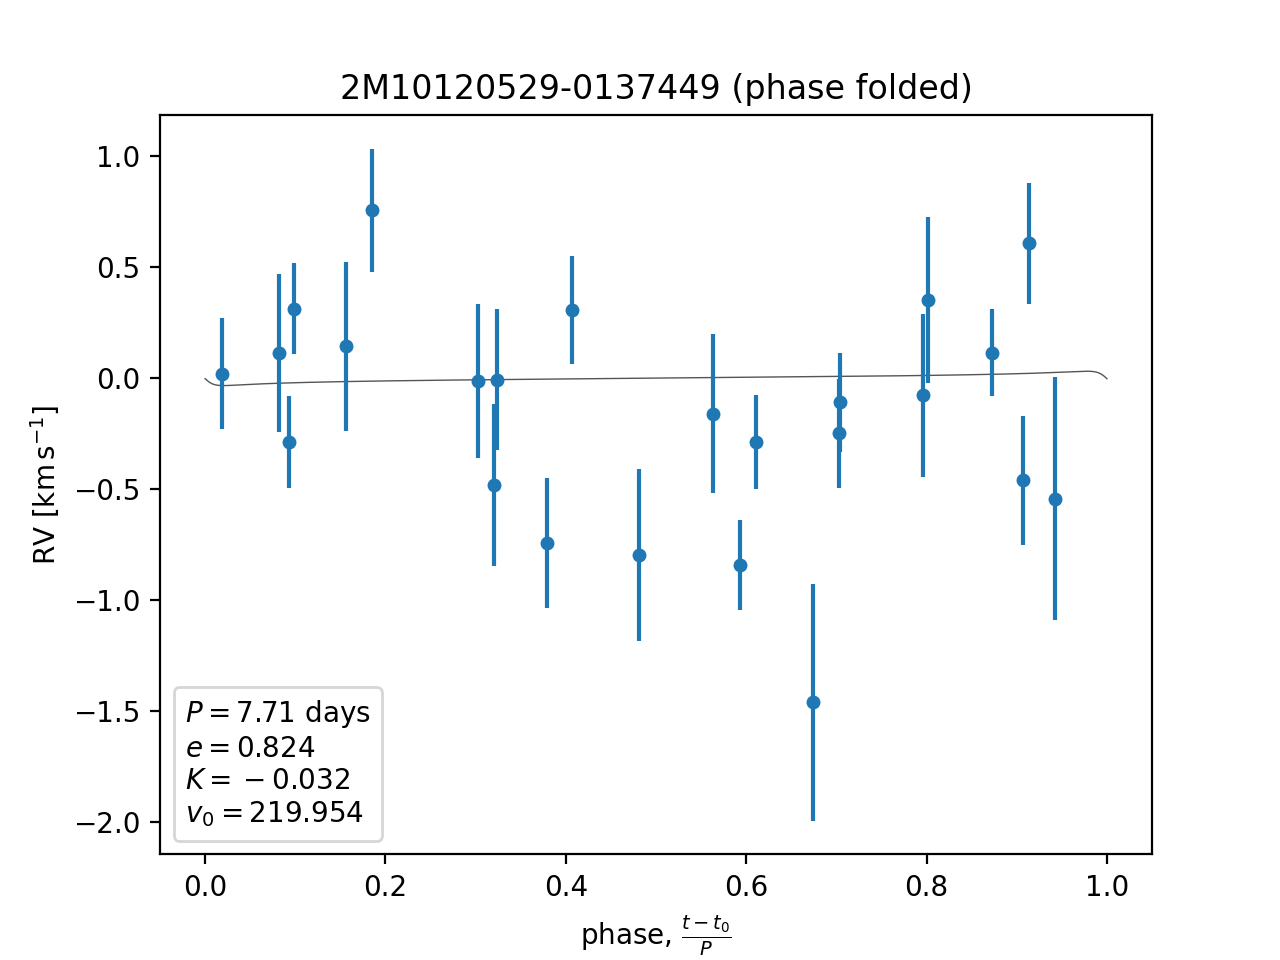 2M10120529-0137449 (phase folded)
1.0
0.5
0.0
−0.5
−1.0
−1.5
−2.0
RV [km s⁻¹]
P = 7.71 days
e = 0.824
K = −0.032
v₀ = 219.954
0.0 0.2 0.4 0.6 0.8 1.0
phase, (t − t₀)/P